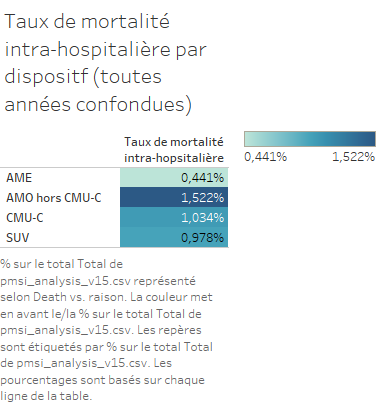 Taux de mortalité
intra-hospitalière par
dispositf (toutes
années confondues)
Taux de mortalité
intra-hopsitalière
AME 0,441%
AMO hors CMU-C 1,522%
CMU-C 1,034%
SUV 0,978%
0,441% 1,522%
% sur le total Total de
pmsi_analysis_v15.csv représenté
selon Death vs. raison. La couleur met
en avant le/la % sur le total Total de
pmsi_analysis_v15.csv. Les repères
sont étiquetés par % sur le total Total
de pmsi_analysis_v15.csv. Les
pourcentages sont basés sur chaque
ligne de la table.